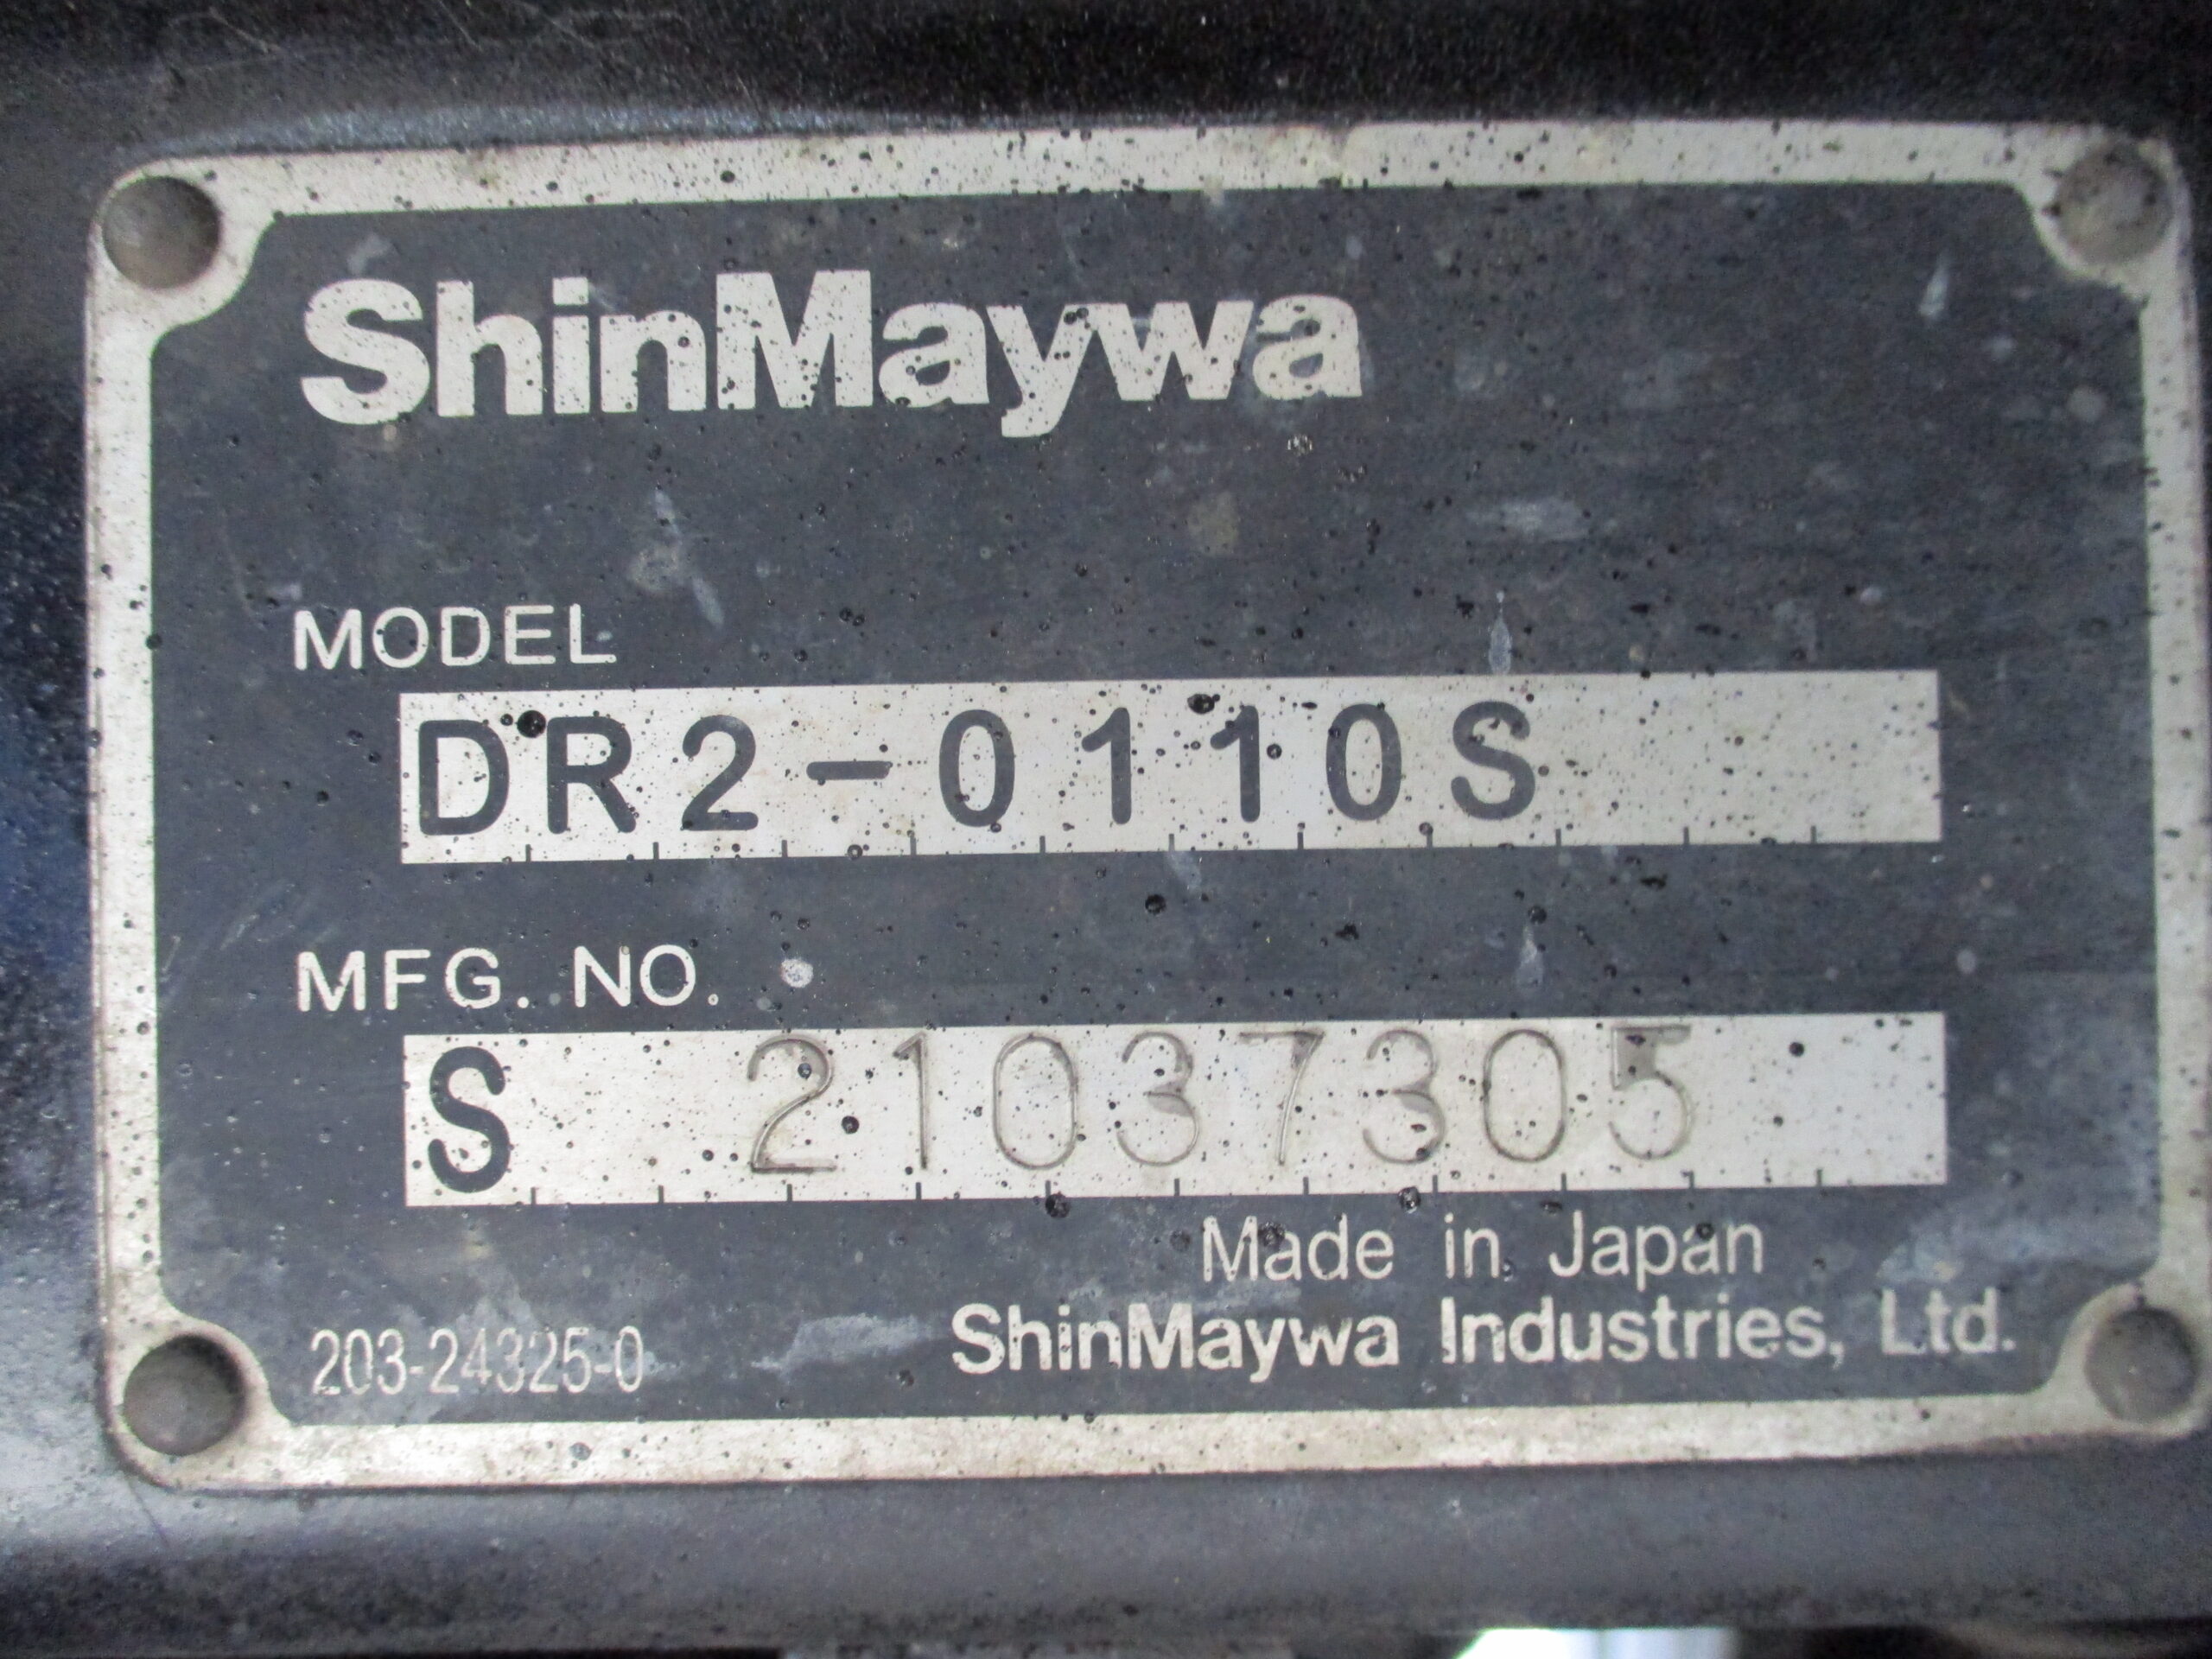 ShinMaywa
MODEL
DR2-0110S
MFG. NO.
S 21037305
Made in Japan
ShinMaywa Industries, Ltd.
203-24325-0